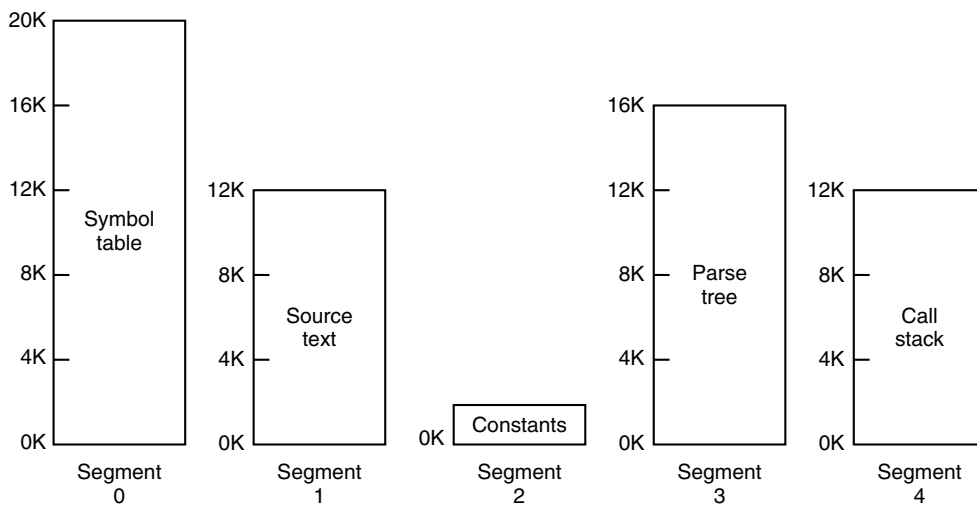 20K
16K
12K
8K
4K
0K
Symbol
table
Segment
0
12K
8K
4K
0K
Source
text
Segment
1
0K
Constants
Segment
2
16K
12K
8K
4K
0K
Parse
tree
Segment
3
12K
8K
4K
0K
Call
stack
Segment
4